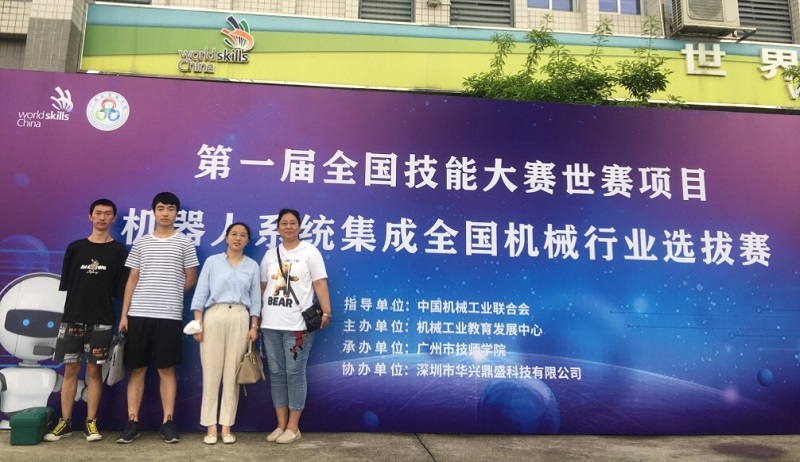 world skills
China
世界
world skills
China
第一届全国技能大赛世赛项目
机器人系统集成全国机械行业选拔赛
指导单位：中国机械工业联合会
主办单位：机械工业教育发展中心
承办单位：广州市技师学院
协办单位：深圳市华兴鼎盛科技有限公司
BEAR